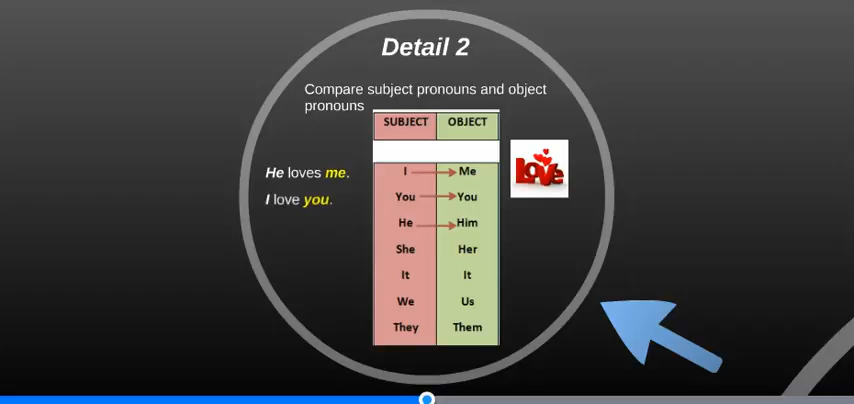 Detail 2
Compare subject pronouns and object
pronouns
SUBJECT OBJECT
He loves me.
I love you.
I Me
You You
He Him
She Her
It It
We Us
They Them
Love